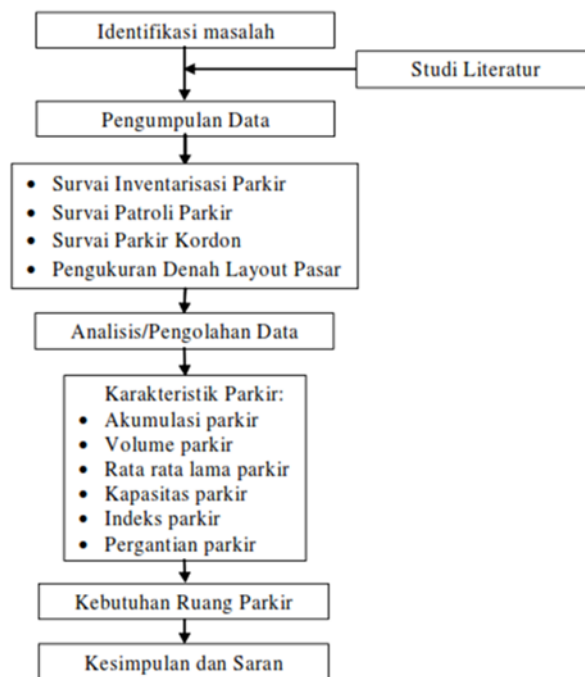 Identifikasi masalah
Studi Literatur
Pengumpulan Data
• Survai Inventarisasi Parkir
• Survai Patroli Parkir
• Survai Parkir Kordon
• Pengukuran Denah Layout Pasar
Analisis/Pengolahan Data
Karakteristik Parkir:
• Akumulasi parkir
• Volume parkir
• Rata rata lama parkir
• Kapasitas parkir
• Indeks parkir
• Pergantian parkir
Kebutuhan Ruang Parkir
Kesimpulan dan Saran